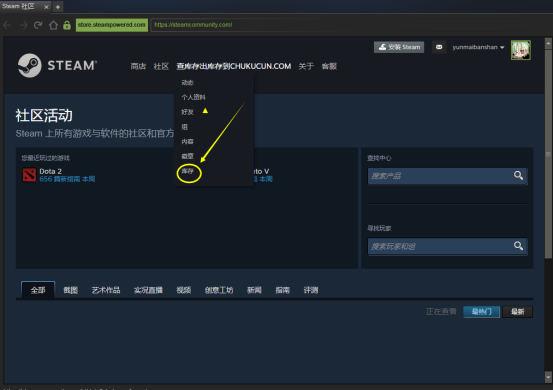 Steam 社区
store.steampowered.com
https://steamcommunity.com/
安装 Steam
yunmaibanshan
STEAM
商店 社区 查库存出库存到CHUKUCUN.COM 关于 客服
动态
个人资料
好友
组
内容
徽章
库存
社区活动
Steam 上所有游戏与软件的社区和官方
您最近玩过的游戏
Dota 2
656 篇新指南 本周
to V
本周
查找中心
搜索产品
寻找玩家
搜索玩家和组
全部 截图 艺术作品 实况直播 视频 创意工坊 新闻 指南 评测
正在查看 最热门 最新